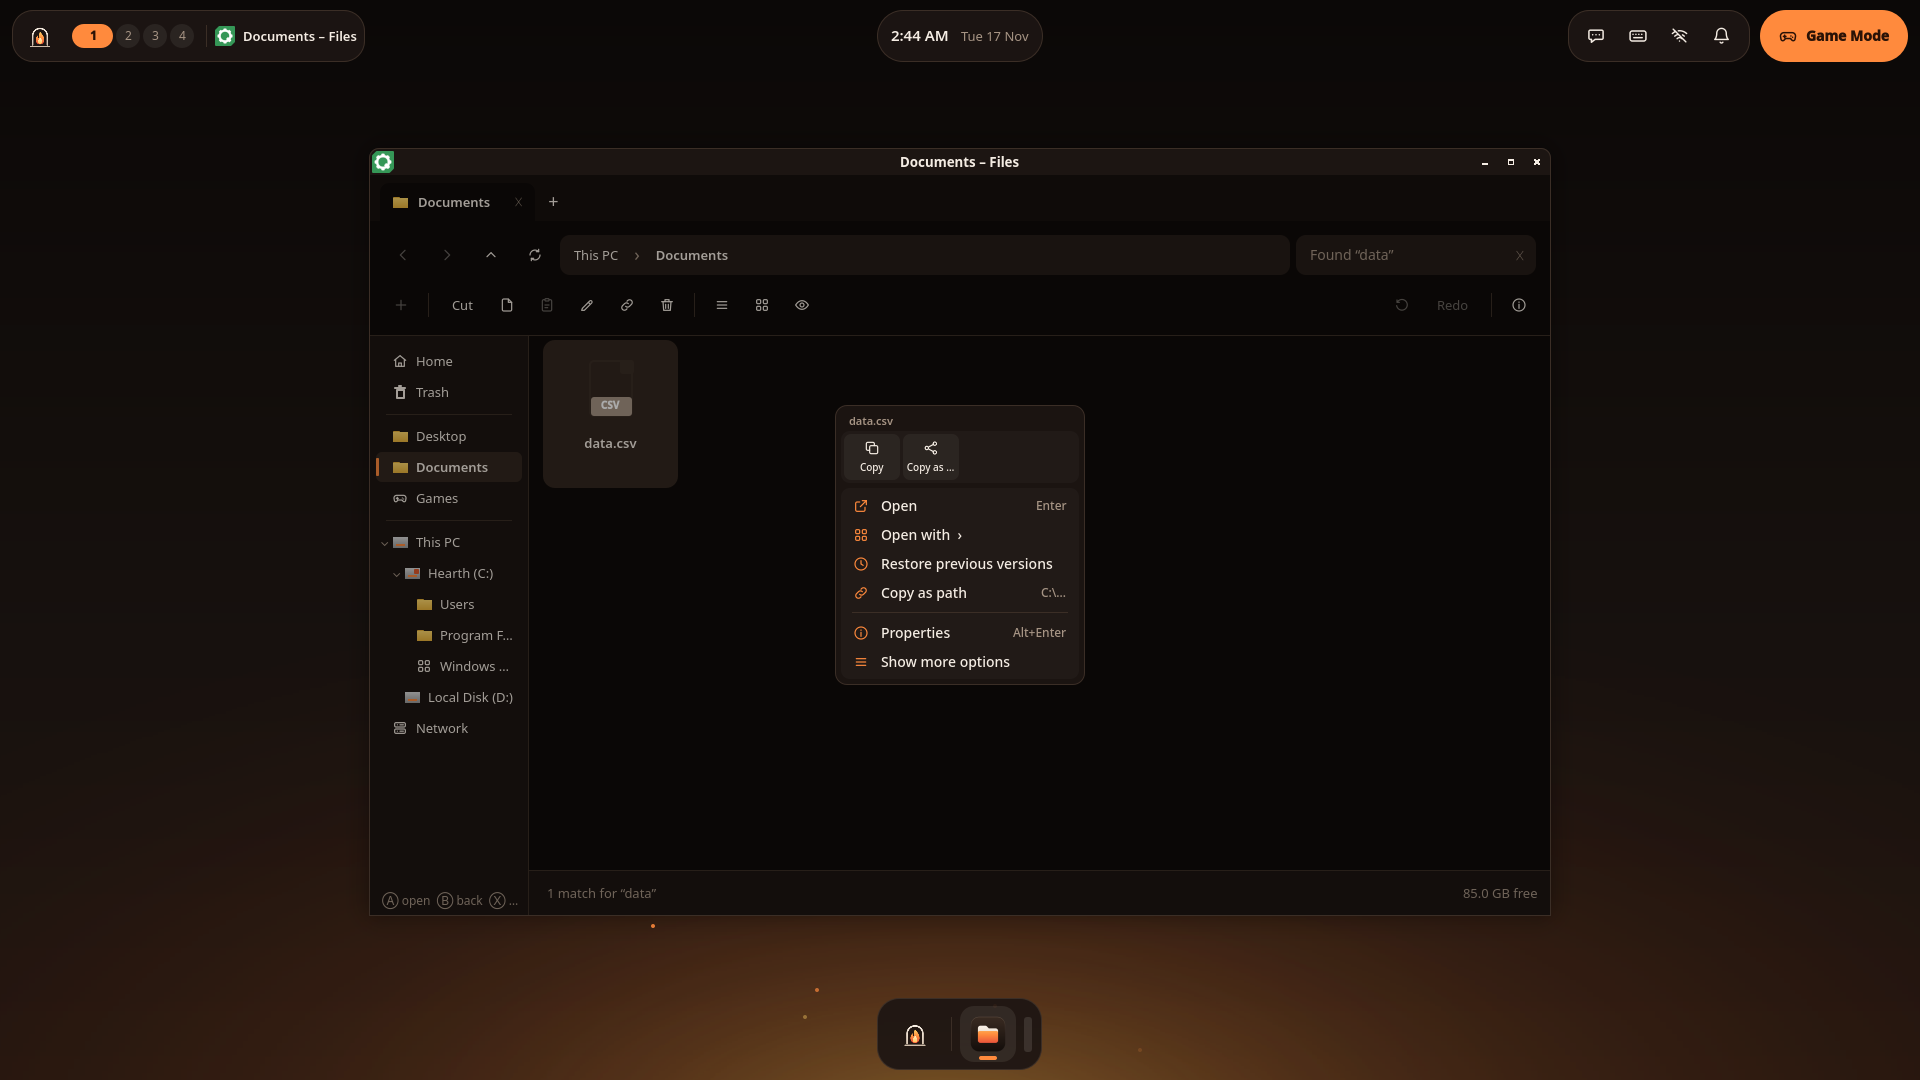 1 2 3 4 Documents – Files
2:44 AM Tue 17 Nov
Game Mode
Documents – Files
Documents X +
This PC › Documents
Found “data” X
Cut
Redo
Home
Trash
Desktop
Documents
Games
This PC
Hearth (C:)
Users
Program F...
Windows ...
Local Disk (D:)
Network
A open B back X ...
CSV
data.csv
data.csv
Copy Copy as ...
Open Enter
Open with ›
Restore previous versions
Copy as path C:\...
Properties Alt+Enter
Show more options
1 match for “data”
85.0 GB free